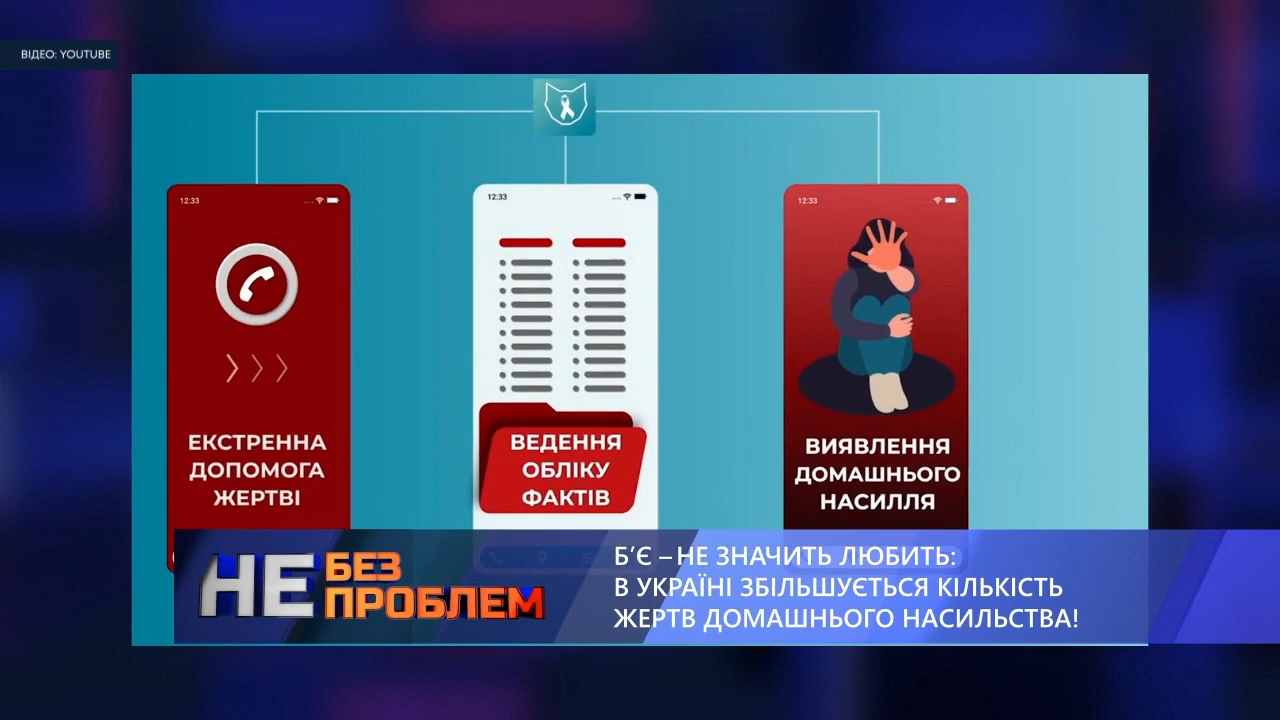 ВІДЕО: YOUTUBE
12:33
12:33
12:33
ЕКСТРЕННА
ДОПОМОГА
ЖЕРТВІ
ВЕДЕННЯ
ОБЛІКУ
ФАКТІВ
ВИЯВЛЕННЯ
ДОМАШНЬОГО
НАСИЛЛЯ
НЕ БЕЗ
ПРОБЛЕМ
Б’Є – НЕ ЗНАЧИТЬ ЛЮБИТЬ:
В УКРАЇНІ ЗБІЛЬШУЄТЬСЯ КІЛЬКІСТЬ
ЖЕРТВ ДОМАШНЬОГО НАСИЛЬСТВА!